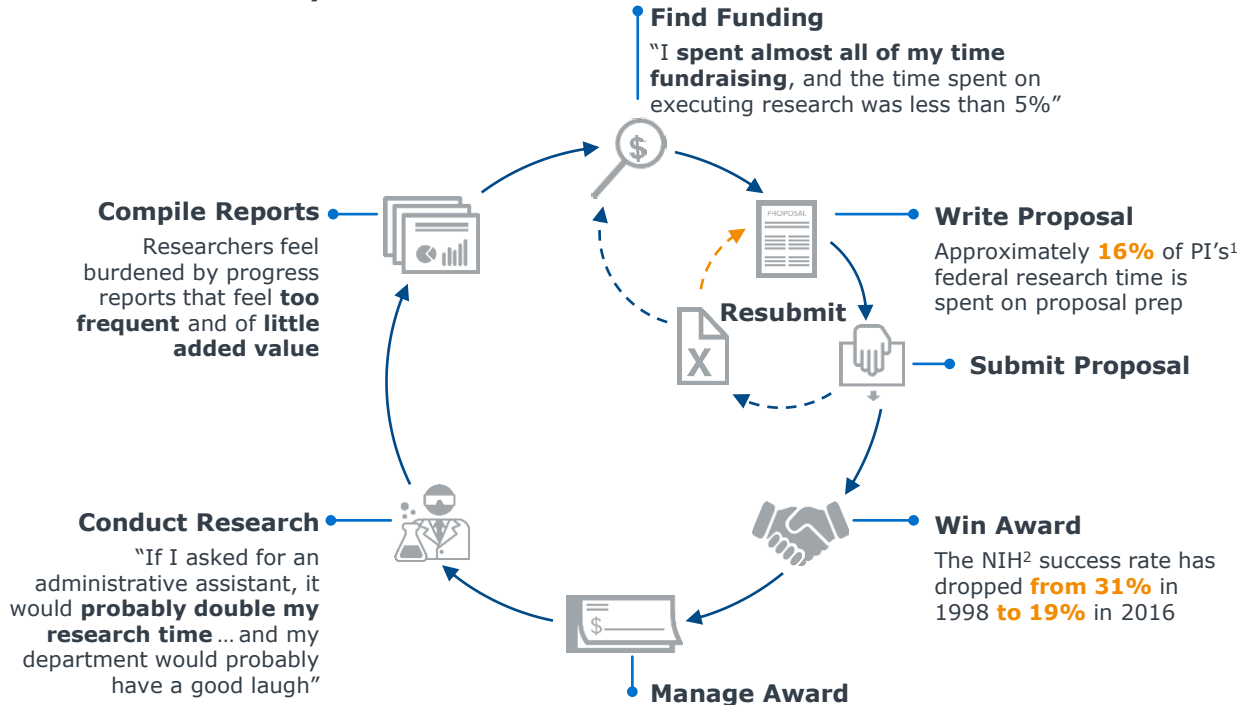 Find Funding
“I spent almost all of my time
fundraising, and the time spent on
executing research was less than 5%”
$
Compile Reports
Researchers feel
burdened by progress
reports that feel too
frequent and of little
added value
PROPOSAL
Write Proposal
Approximately 16% of PI’s¹
federal research time is
spent on proposal prep
Resubmit
X
Submit Proposal
Conduct Research
“If I asked for an
administrative assistant, it
would probably double my
research time … and my
department would probably
have a good laugh”
Win Award
The NIH² success rate has
dropped from 31% in
1998 to 19% in 2016
$
Manage Award